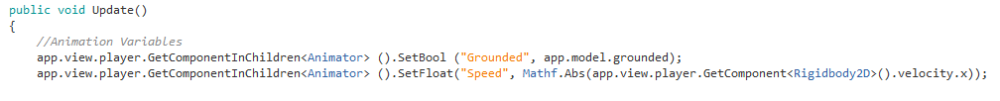 public void Update()
{
//Animation Variables
app.view.player.GetComponentInChildren<Animator> ().SetBool ("Grounded", app.model.grounded);
app.view.player.GetComponentInChildren<Animator> ().SetFloat("Speed", Mathf.Abs(app.view.player.GetComponent<Rigidbody2D>().velocity.x));